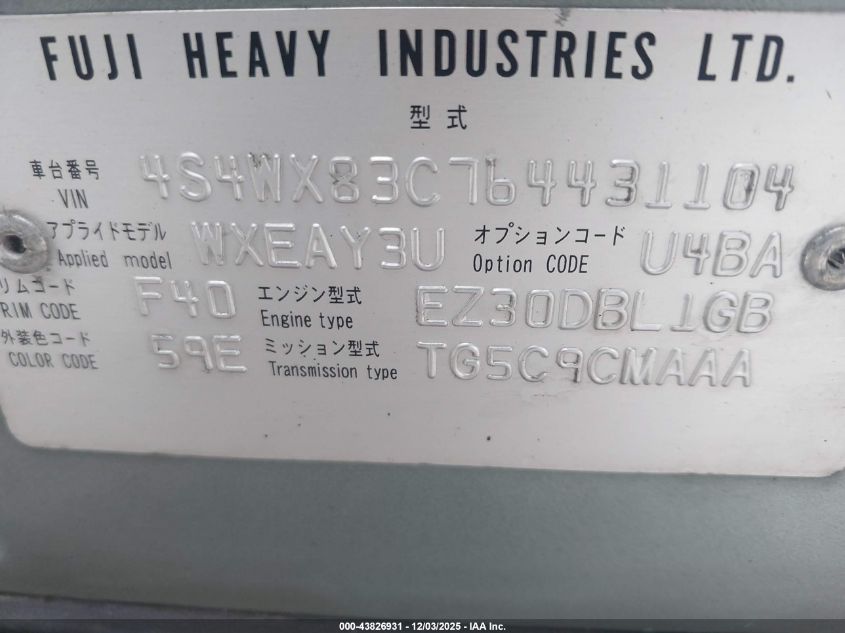 FUJI HEAVY INDUSTRIES LTD.
型式
車台番号
VIN 4S4WX83C764431104
アプライドモデル
Applied model WXEAY3U オプションコード
Option CODE U4BA
リムコード
RIM CODE F40 エンジン型式
Engine type EZ30DBL1GB
外装色コード
COLOR CODE 59E ミッション型式
Transmission type TG5C9CMAAA
000-43826931 - 12/03/2025 - IAA Inc.